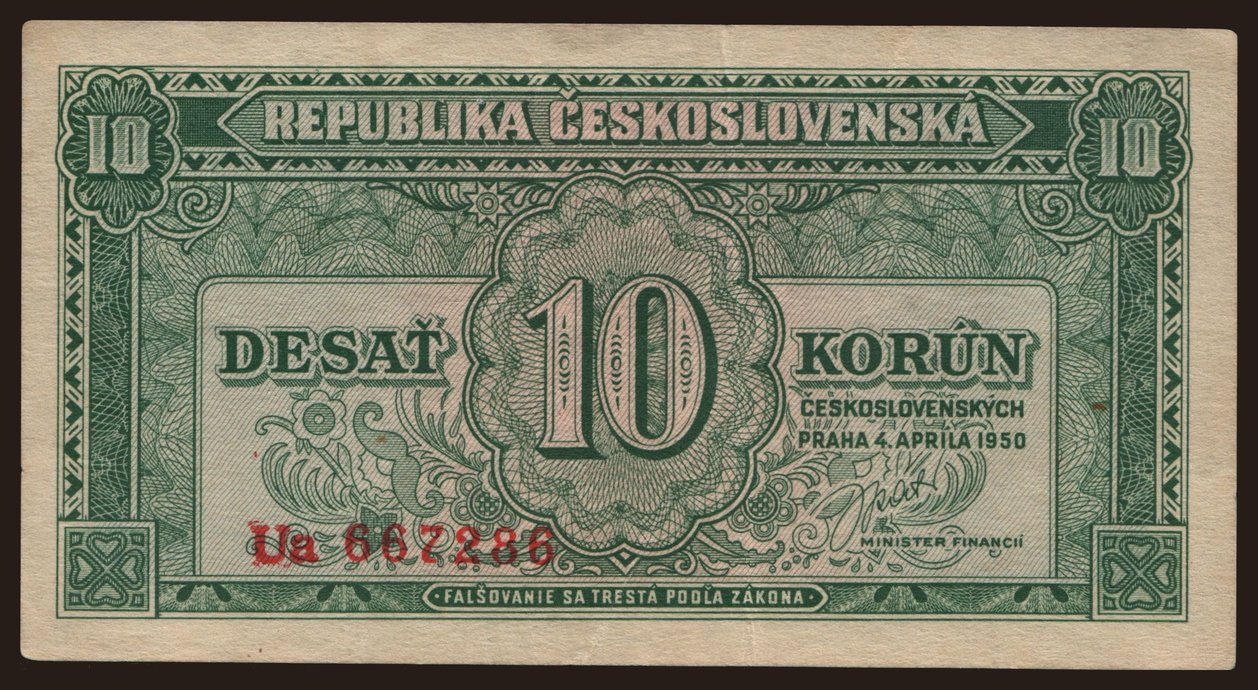 10 REPUBLIKA ČESKOSLOVENSKÁ 10
DESAŤ 10 KORÚN
ČESKOSLOVENSKÝCH
PRAHA 4. APRÍLA 1950
MINISTER FINANCIÍ
Ua 667286
· FALŠOVANIE SA TRESTÁ PODĽA ZÁKONA ·